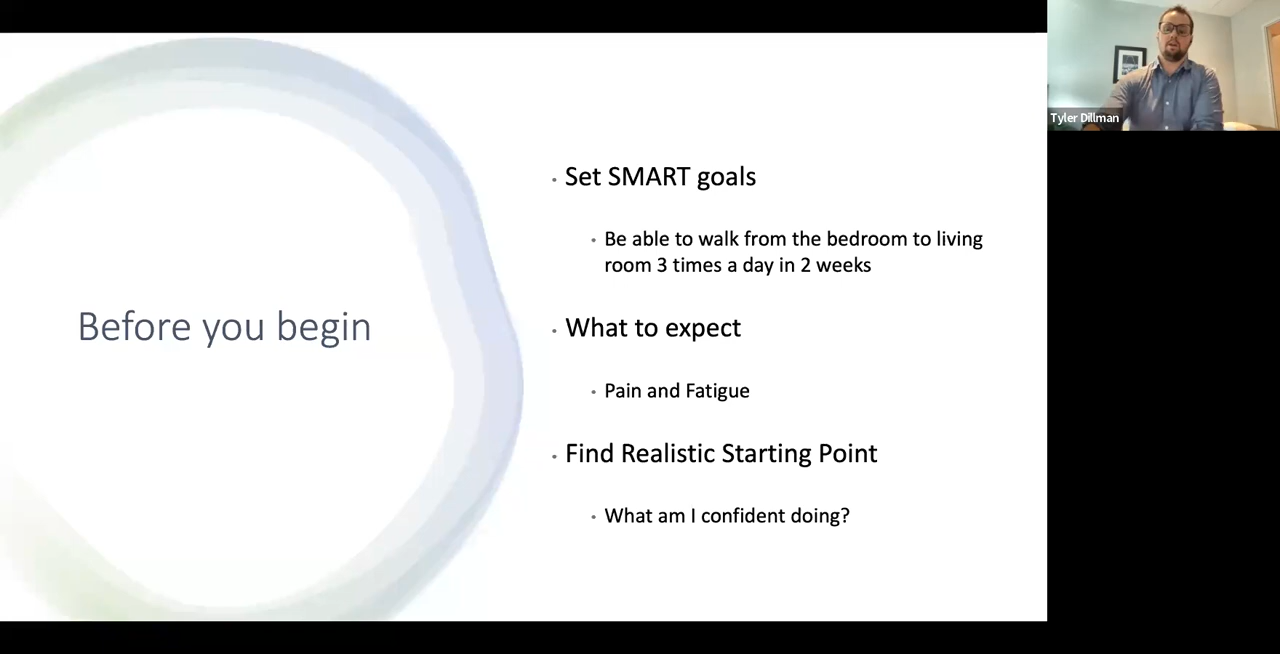 Before you begin
Set SMART goals
Be able to walk from the bedroom to living
room 3 times a day in 2 weeks
What to expect
Pain and Fatigue
Find Realistic Starting Point
What am I confident doing?
Tyler Dillman